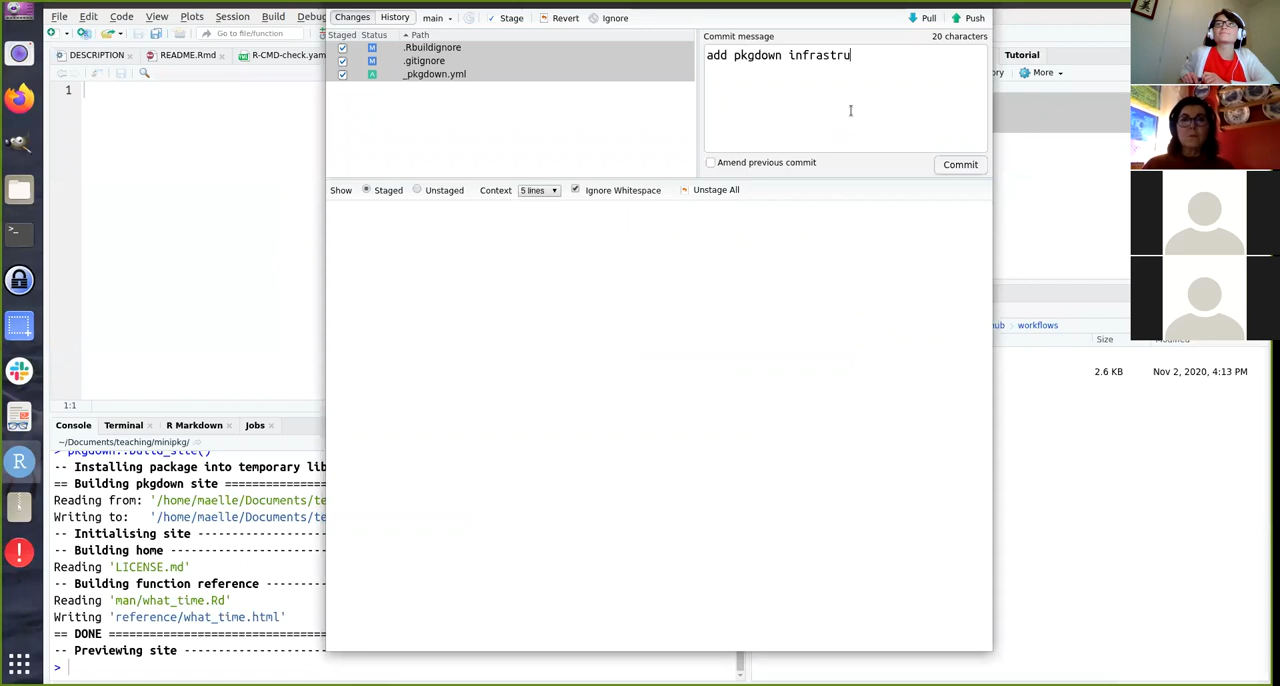 File Edit Code View Plots Session Build Debug
Go to file/function
DESCRIPTION README.Rmd R-CMD-check.yam
1
1:1
Changes History main Stage Revert Ignore Pull Push
Staged Status Path
M .Rbuildignore
M .gitignore
A _pkgdown.yml
Commit message 20 characters
add pkgdown infrastru
Amend previous commit Commit
Show Staged Unstaged Context 5 lines Ignore Whitespace Unstage All
Tutorial
More
workflows
Size
2.6 KB Nov 2, 2020, 4:13 PM
Console Terminal R Markdown Jobs
~/Documents/teaching/minipkg/
> pkgdown::build_site()
-- Installing package into temporary lib
== Building pkgdown site ================
Reading from: '/home/maelle/Documents/te
Writing to: '/home/maelle/Documents/te
-- Initialising site --------------------
-- Building home ------------------------
Reading 'LICENSE.md'
-- Building function reference ----------
Reading 'man/what_time.Rd'
Writing 'reference/what_time.html'
== DONE =================================
-- Previewing site ----------------------
>